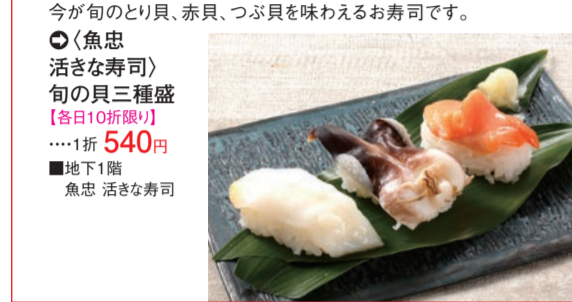 今が旬のとり貝、赤貝、つぶ貝を味わえるお寿司です。
➡〈魚忠
活きな寿司〉
旬の貝三種盛
【各日10折限り】
‥‥1折 540円
■地下1階
魚忠 活きな寿司